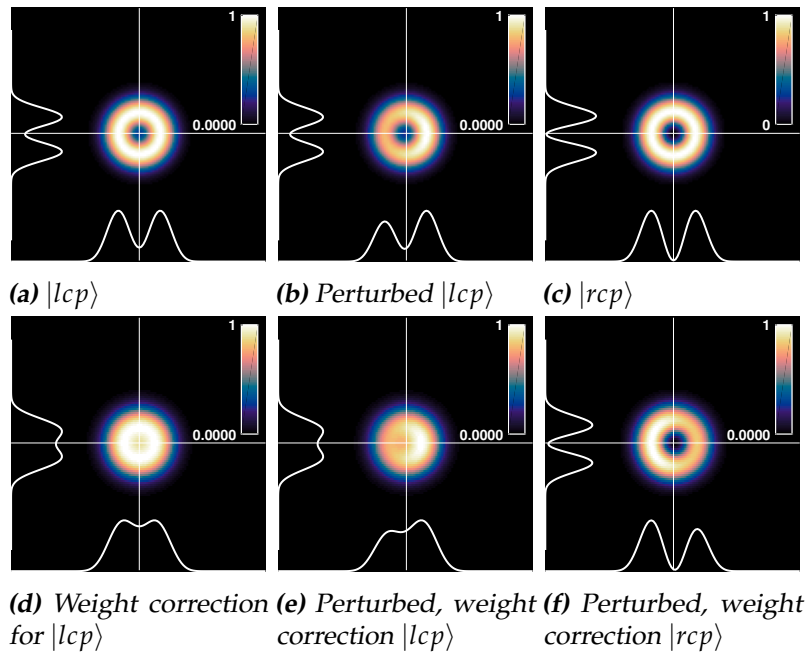 1
0.0000
1
0.0000
1
0
(a) |lcp⟩
(b) Perturbed |lcp⟩
(c) |rcp⟩
1
0.0000
1
0.0000
1
0.0000
(d) Weight correction
for |lcp⟩
(e) Perturbed, weight
correction |lcp⟩
(f) Perturbed, weight
correction |rcp⟩